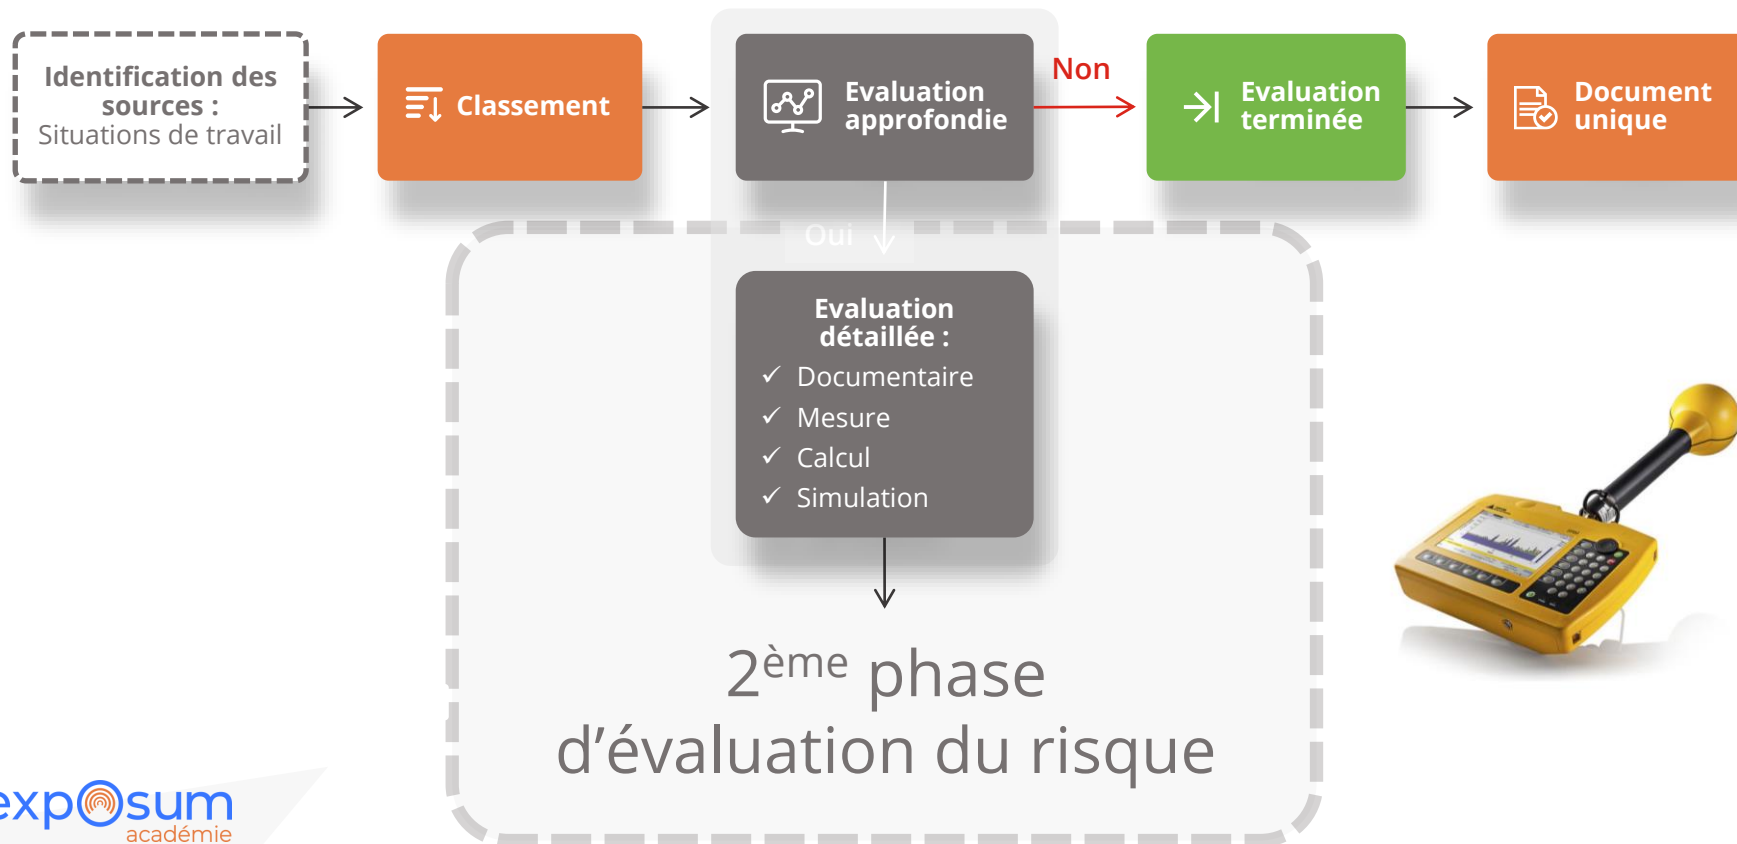 Identification des
sources :
Situations de travail
Classement
Evaluation
approfondie
Non
Evaluation
terminée
Document
unique
Oui
Evaluation
détaillée :
✓ Documentaire
✓ Mesure
✓ Calcul
✓ Simulation
2ème phase
d’évaluation du risque
exposum
académie